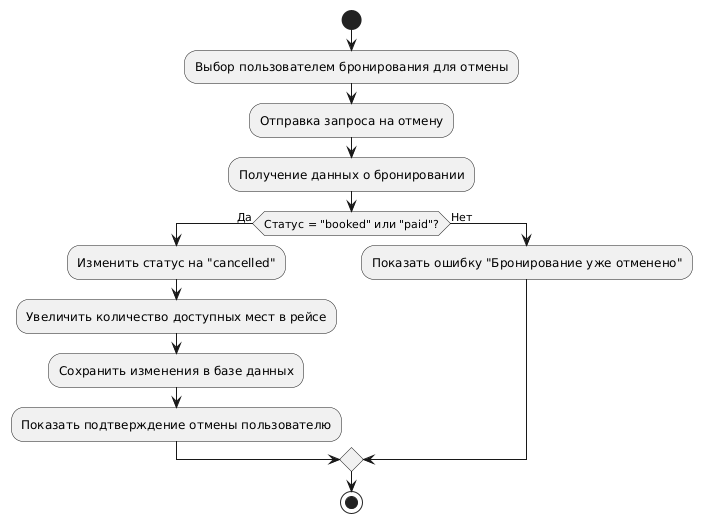 Выбор пользователем бронирования для отмены
Отправка запроса на отмену
Получение данных о бронировании
Статус = "booked" или "paid"?
Да
Нет
Изменить статус на "cancelled"
Показать ошибку "Бронирование уже отменено"
Увеличить количество доступных мест в рейсе
Сохранить изменения в базе данных
Показать подтверждение отмены пользователю